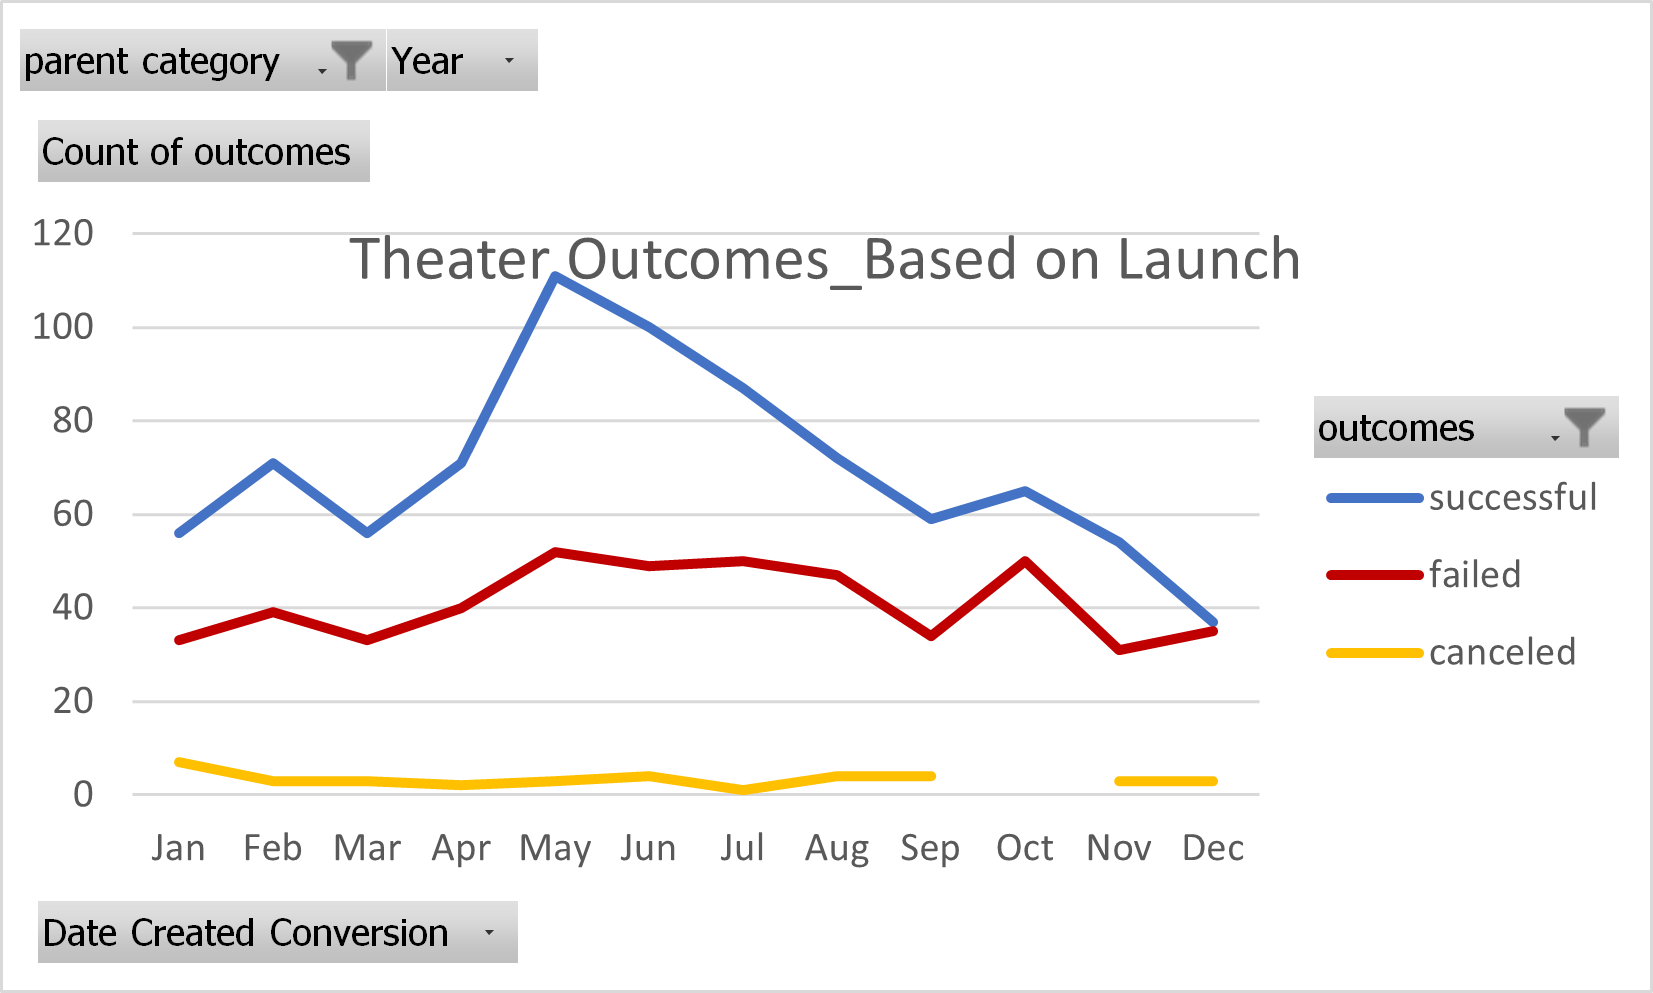 parent category Year
Count of outcomes
Theater Outcomes_Based on Launch
120
100
80
60
40
20
0
Jan Feb Mar Apr May Jun Jul Aug Sep Oct Nov Dec
outcomes
successful
failed
canceled
Date Created Conversion